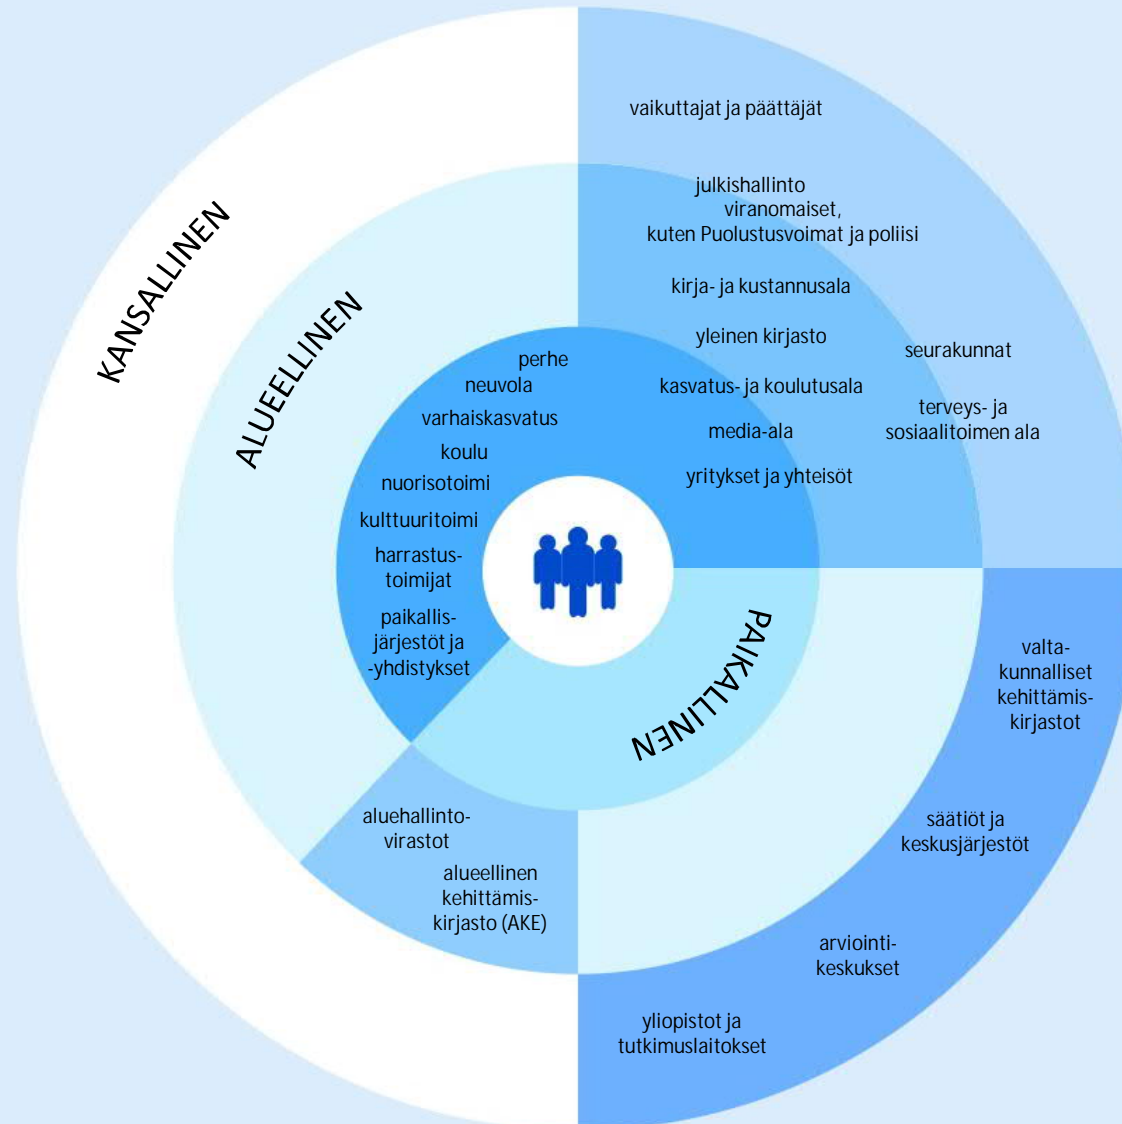 KANSALLINEN
ALUEELLINEN
PAIKALLINEN
vaikuttajat ja päättäjät
julkishallinto
viranomaiset,
kuten Puolustusvoimat ja poliisi
kirja- ja kustannusala
yleinen kirjasto
kasvatus- ja koulutusala
media-ala
yritykset ja yhteisöt
seurakunnat
terveys- ja
sosiaalitoimen ala
perhe
neuvola
varhaiskasvatus
koulu
nuorisotoimi
kulttuuritoimi
harrastus-
toimijat
paikallis-
järjestöt ja
-yhdistykset
aluehallinto-
virastot
alueellinen
kehittämis-
kirjasto (AKE)
valta-
kunnalliset
kehittämis-
kirjastot
säätiöt ja
keskusjärjestöt
arviointi-
keskukset
yliopistot ja
tutkimuslaitokset